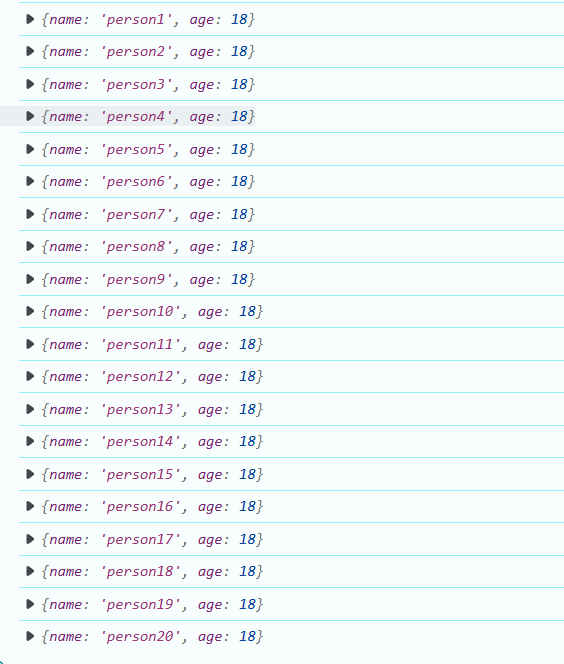 {name: 'person1', age: 18}
{name: 'person2', age: 18}
{name: 'person3', age: 18}
{name: 'person4', age: 18}
{name: 'person5', age: 18}
{name: 'person6', age: 18}
{name: 'person7', age: 18}
{name: 'person8', age: 18}
{name: 'person9', age: 18}
{name: 'person10', age: 18}
{name: 'person11', age: 18}
{name: 'person12', age: 18}
{name: 'person13', age: 18}
{name: 'person14', age: 18}
{name: 'person15', age: 18}
{name: 'person16', age: 18}
{name: 'person17', age: 18}
{name: 'person18', age: 18}
{name: 'person19', age: 18}
{name: 'person20', age: 18}